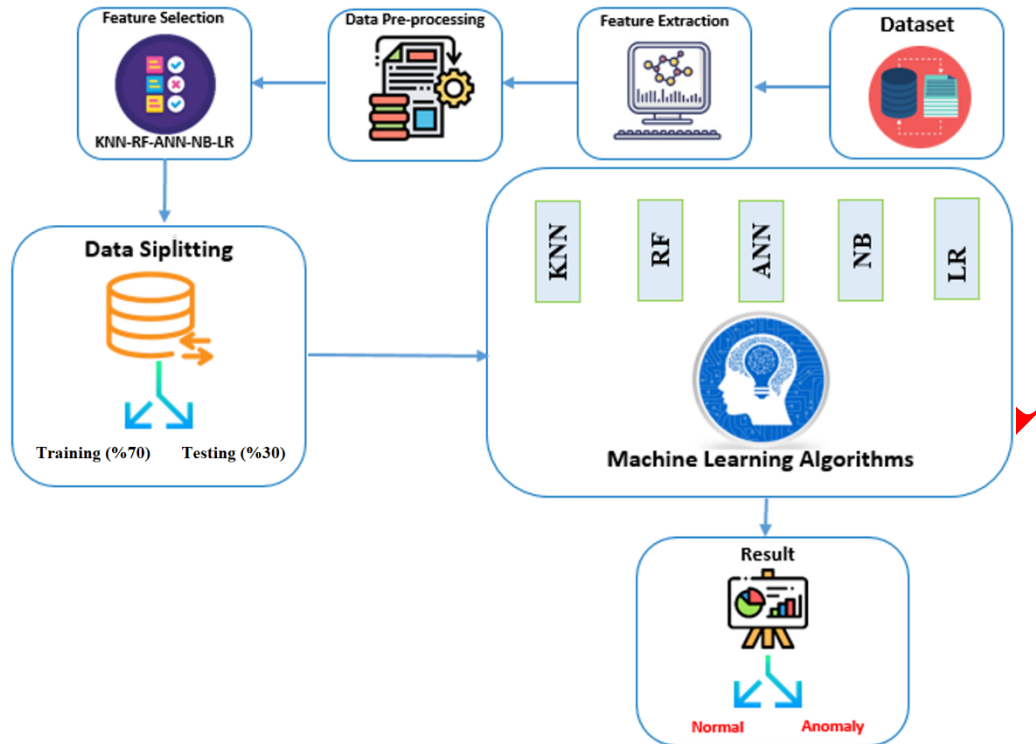 Feature Selection
KNN-RF-ANN-NB-LR
Data Pre-processing
Feature Extraction
Dataset
Data Siplitting
Training (%70)
Testing (%30)
KNN
RF
ANN
NB
LR
Machine Learning Algorithms
Result
Normal
Anomaly